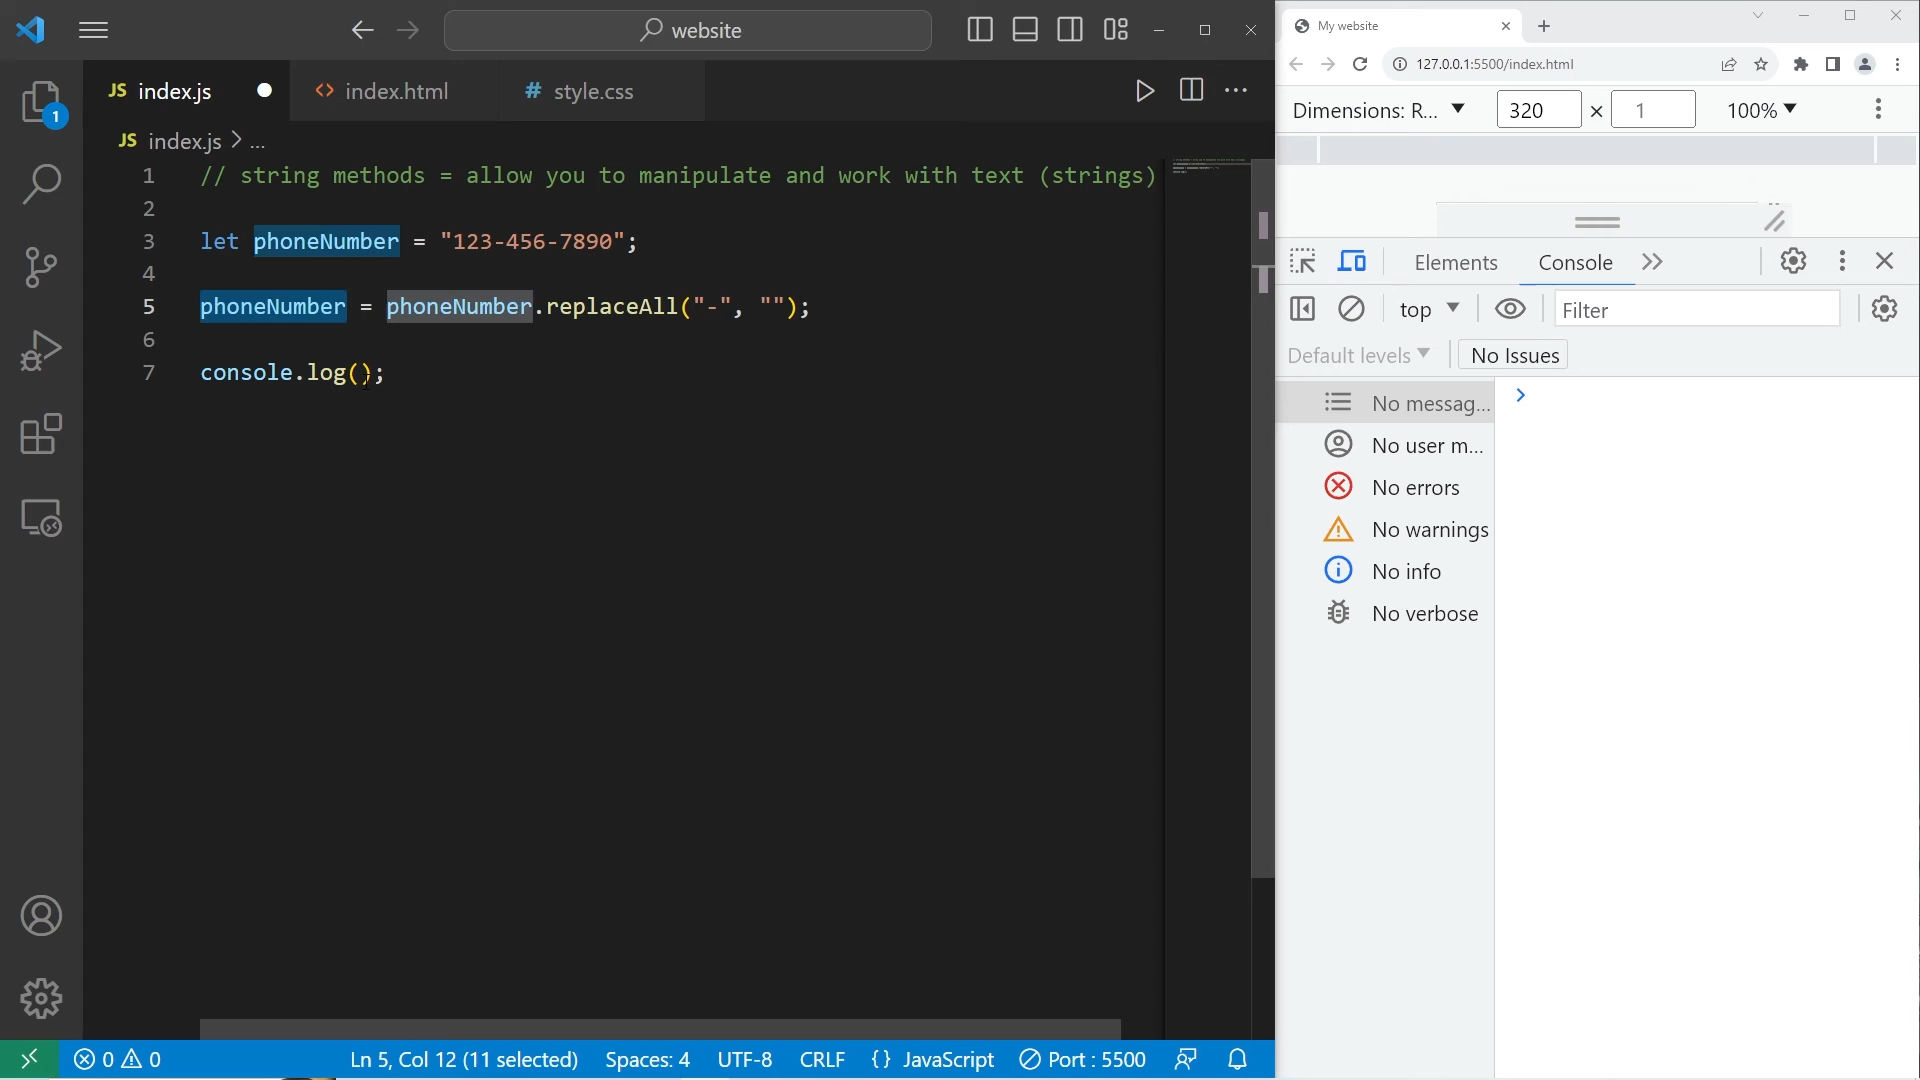 website
JS index.js
<> index.html
# style.css
JS index.js > ...
1 // string methods = allow you to manipulate and work with text (strings)
2
3 let phoneNumber = "123-456-7890";
4
5 phoneNumber = phoneNumber.replaceAll("-", "");
6
7 console.log();
1
0 0
Ln 5, Col 12 (11 selected)
Spaces: 4
UTF-8
CRLF
{} JavaScript
Port : 5500
My website
127.0.0.1:5500/index.html
Dimensions: R...
320 × 1
100%
Elements
Console
top
Filter
Default levels
No Issues
No messag...
No user m...
No errors
No warnings
No info
No verbose